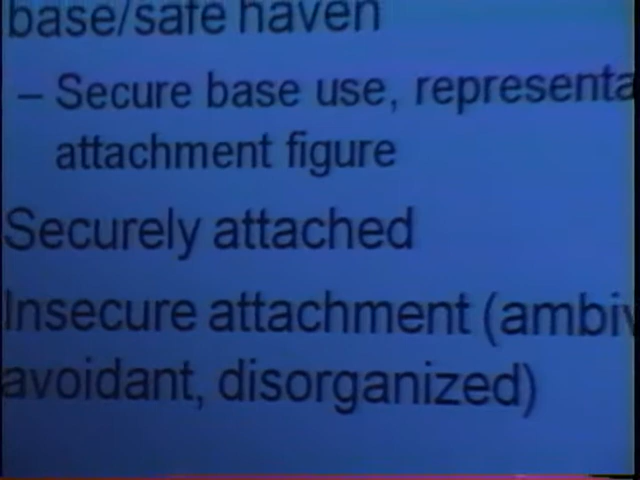 base/safe haven
– Secure base use, representa
attachment figure
Securely attached
Insecure attachment (ambiv
avoidant, disorganized)